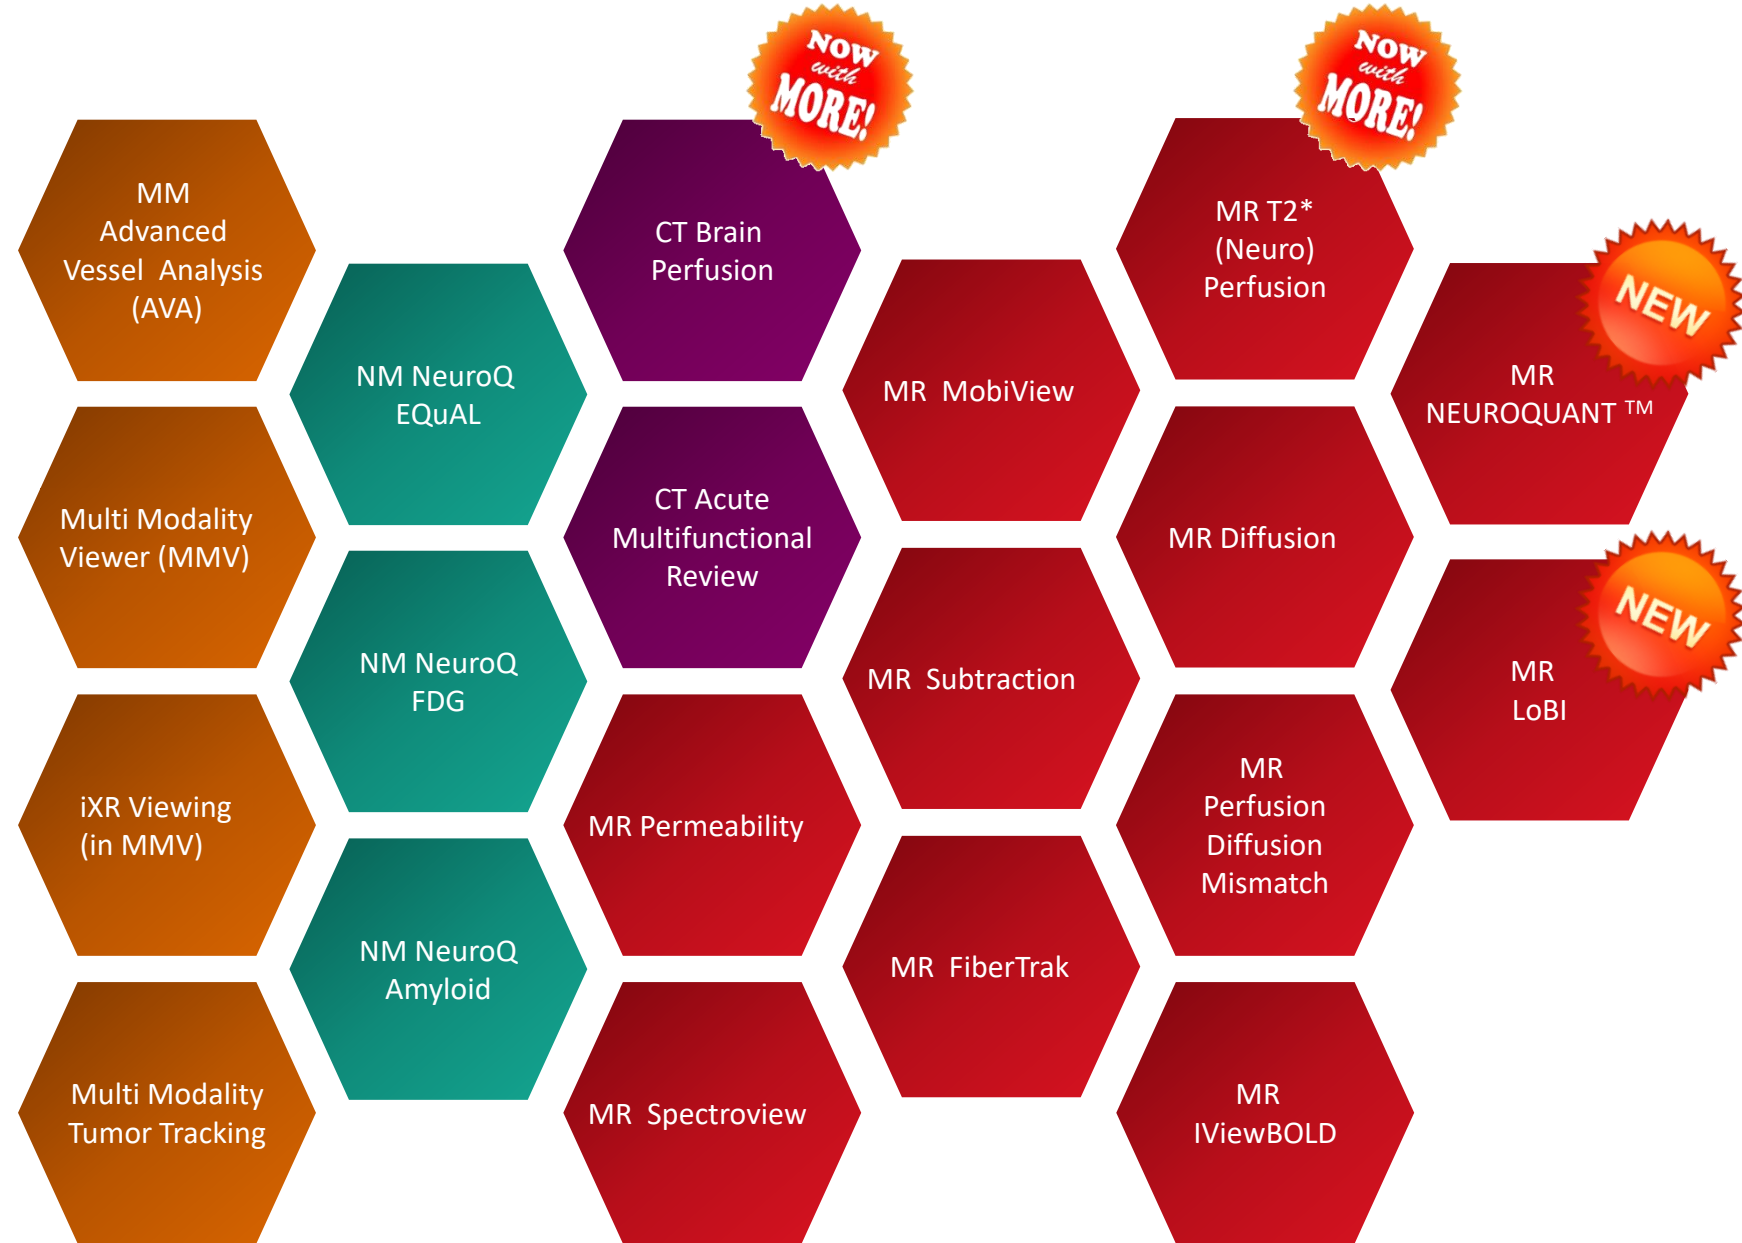 MM
Advanced
Vessel  Analysis
(AVA)
Multi Modality
Viewer (MMV)
iXR Viewing
(in MMV)
Multi Modality
Tumor Tracking
NM NeuroQ
EQuAL
NM NeuroQ
FDG
NM NeuroQ
Amyloid
NOW
with
MORE!
CT Brain
Perfusion
CT Acute
Multifunctional
Review
MR Permeability
MR  Spectroview
MR  MobiView
MR  Subtraction
MR  FiberTrak
NOW
with
MORE!
MR T2*
(Neuro)
Perfusion
MR Diffusion
MR
Perfusion
Diffusion
Mismatch
MR
IViewBOLD
NEW
MR
NEUROQUANT ™
NEW
MR
LoBI